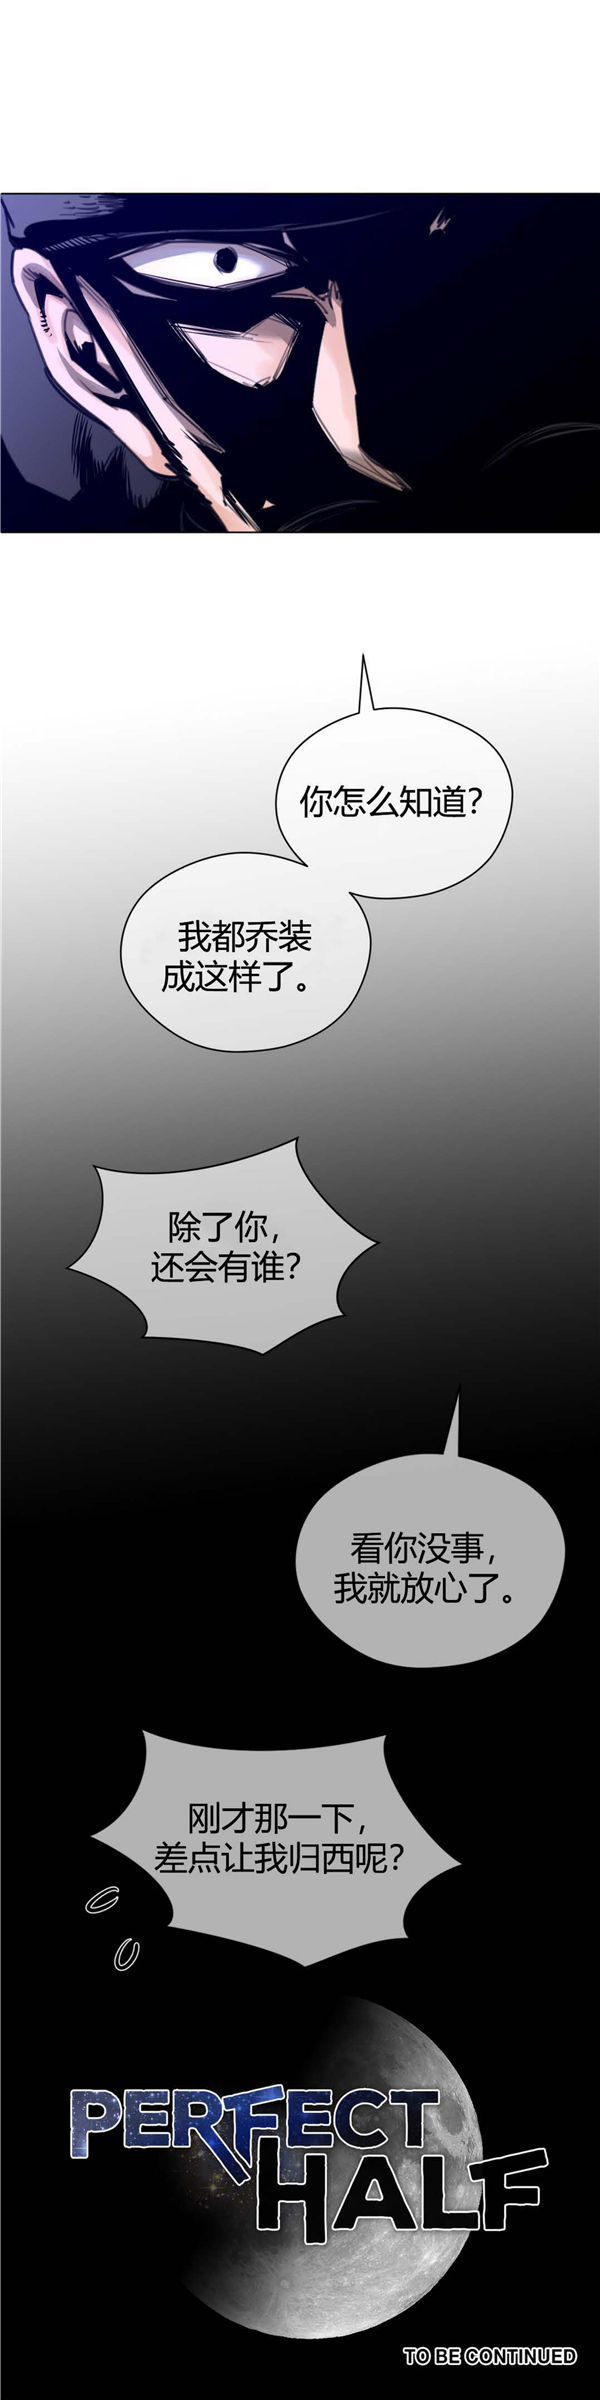 你怎么知道?
我都乔装
成这样了。
除了你,
还会有谁?
看你没事,
我就放心了。
刚才那一下,
差点让我归西呢?
PERFECT
HALF
TO BE CONTINUED